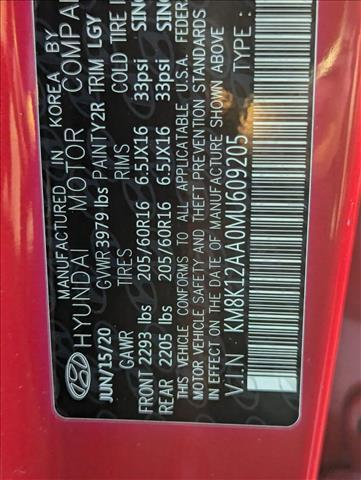 MANUFACTURED IN KOREA BY
HYUNDAI MOTOR COMPA
JUN/15/20 GVWR 3979 lbs PAINT Y2R TRIM LGY
GAWR TIRES RIMS COLD TIRE I
FRONT 2293 lbs 205/60R16 6.5JX16 33psi SING
REAR 2205 lbs 205/60R16 6.5JX16 33psi SING
THIS VEHICLE CONFORMS TO ALL APPLICABLE U.S.A. FEDER
MOTOR VEHICLE SAFETY AND THEFT PREVENTION STANDARDS
IN EFFECT ON THE DATE OF MANUFACTURE SHOWN ABOVE
V.I.N : KM8K12AA0MU609205 TYPE :